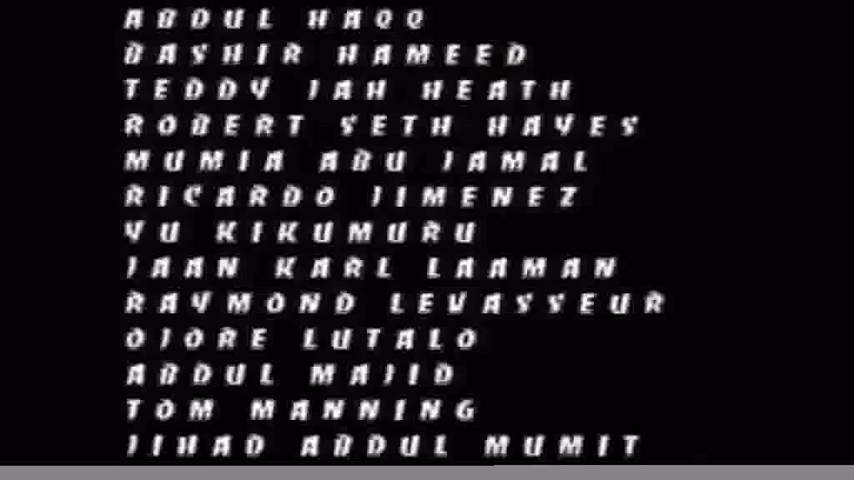 ABDUL HAQQ
BASHIR HAMEED
TEDDY JAH HEATH
ROBERT SETH HAYES
MUMIA ABU JAMAL
RICARDO JIMENEZ
YU KIKUMURU
JAAN KARL LAAMAN
RAYMOND LEVASSEUR
OJORE LUTALO
ABDUL MAJID
TOM MANNING
JIHAD ABDUL MUMIT